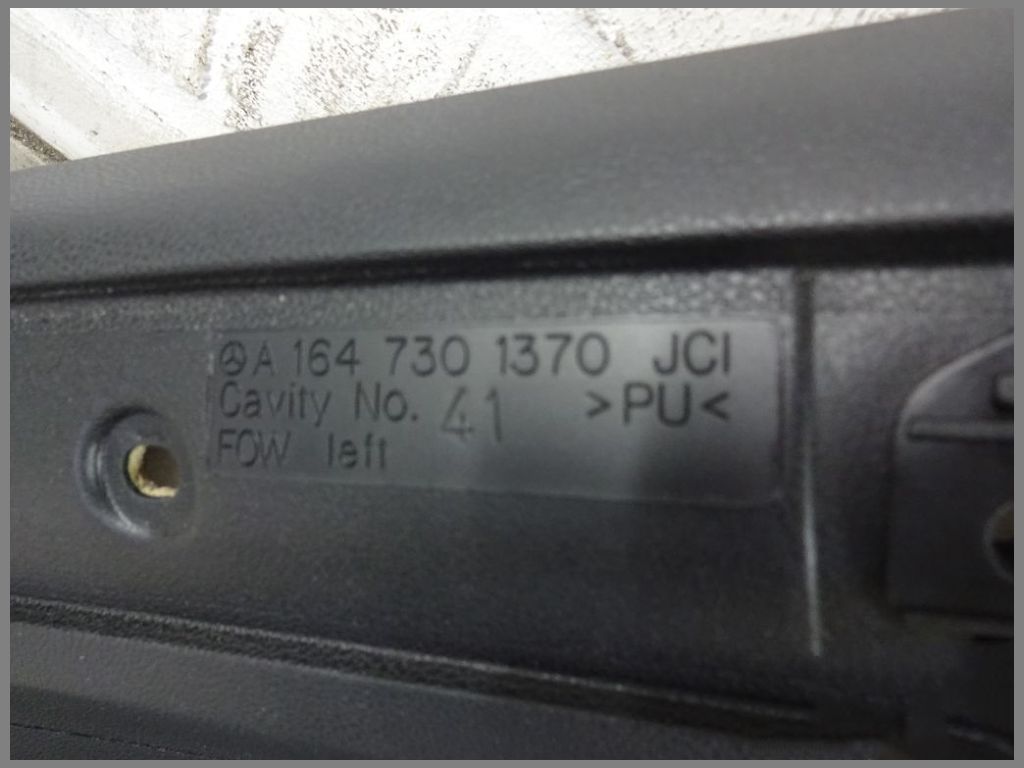 A 164 730 1370 JCI
Cavity No. 41 >PU<
FOW left